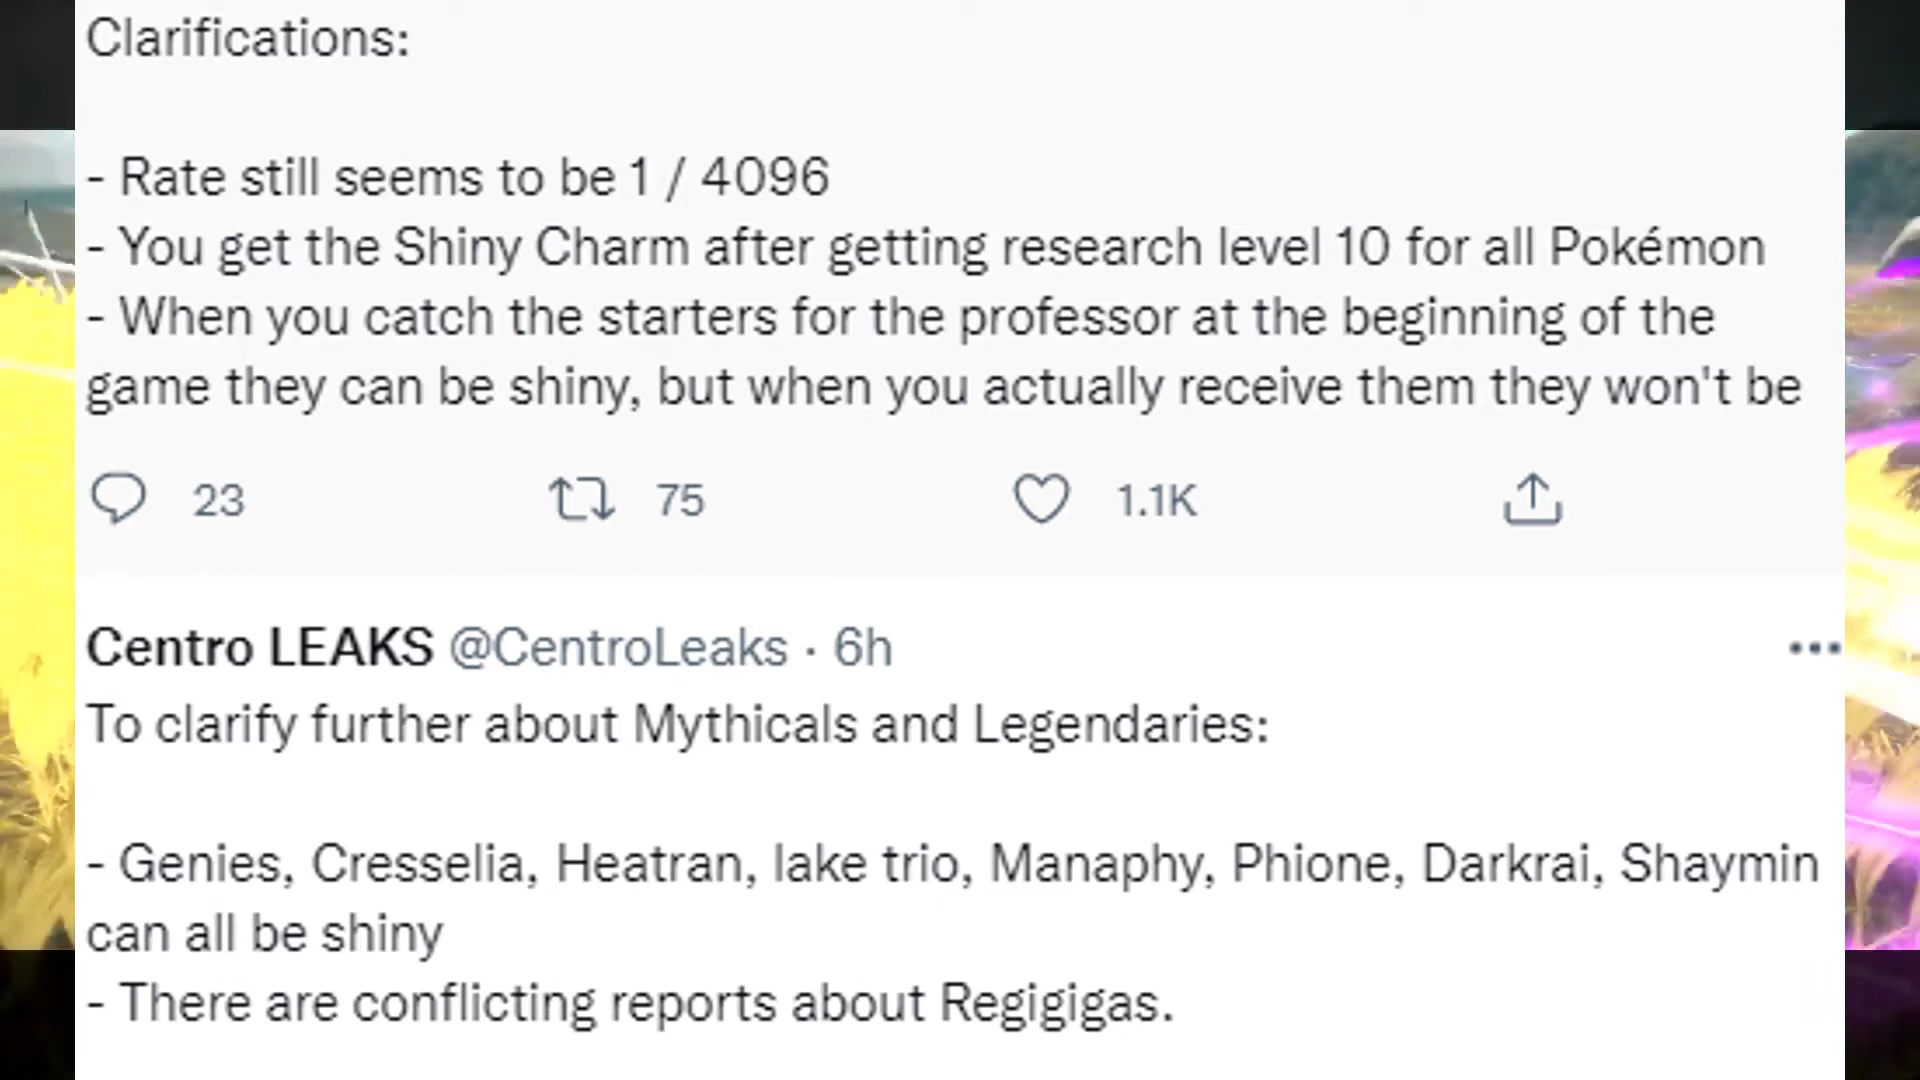 Clarifications:
- Rate still seems to be 1 / 4096
- You get the Shiny Charm after getting research level 10 for all Pokémon
- When you catch the starters for the professor at the beginning of the
game they can be shiny, but when you actually receive them they won't be
23 75 1.1K
Centro LEAKS @CentroLeaks · 6h
To clarify further about Mythicals and Legendaries:
- Genies, Cresselia, Heatran, lake trio, Manaphy, Phione, Darkrai, Shaymin
can all be shiny
- There are conflicting reports about Regigigas.